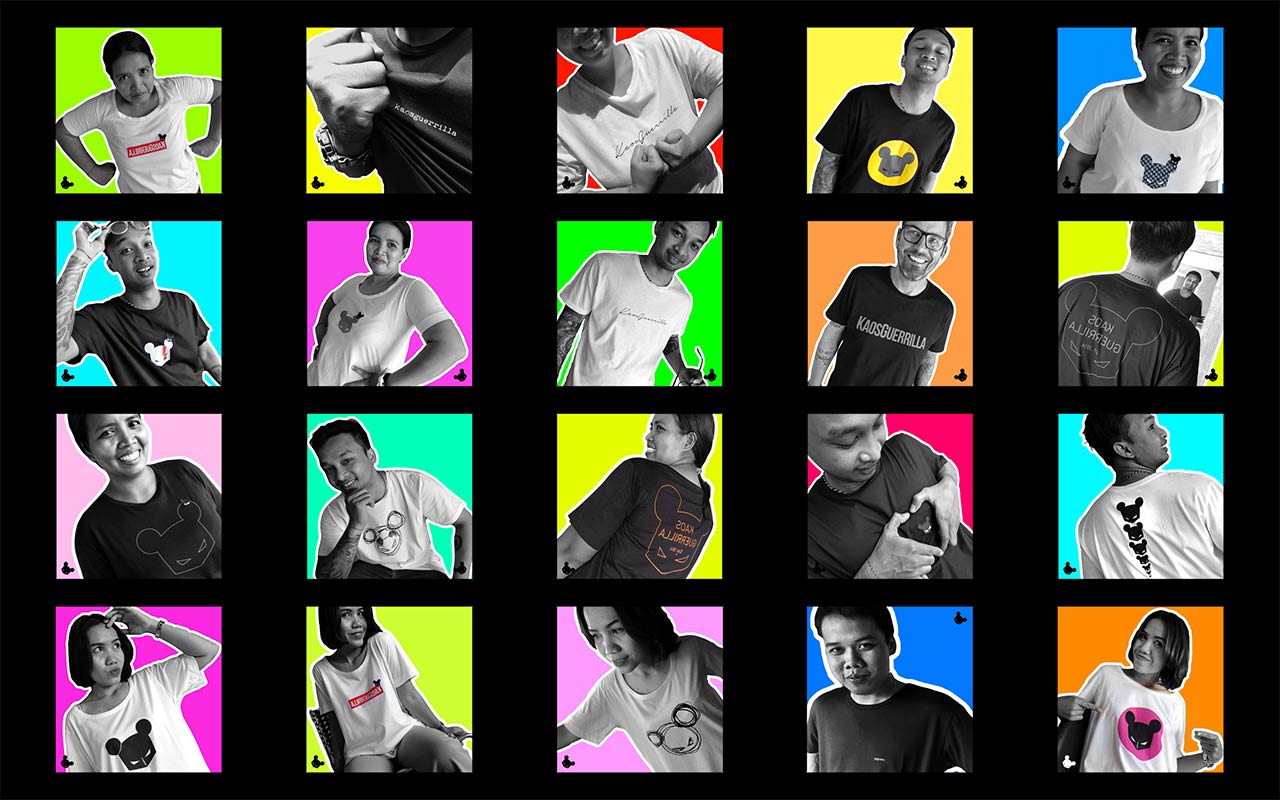 KAOSGUERRILLA
kaosguerrilla
KaosGuerrilla
KaosGuerrilla
KAOSGUERRILLA
KAOS
GUERRILLA
KAOS
GUERRILLA
KAOSGUERRILLA